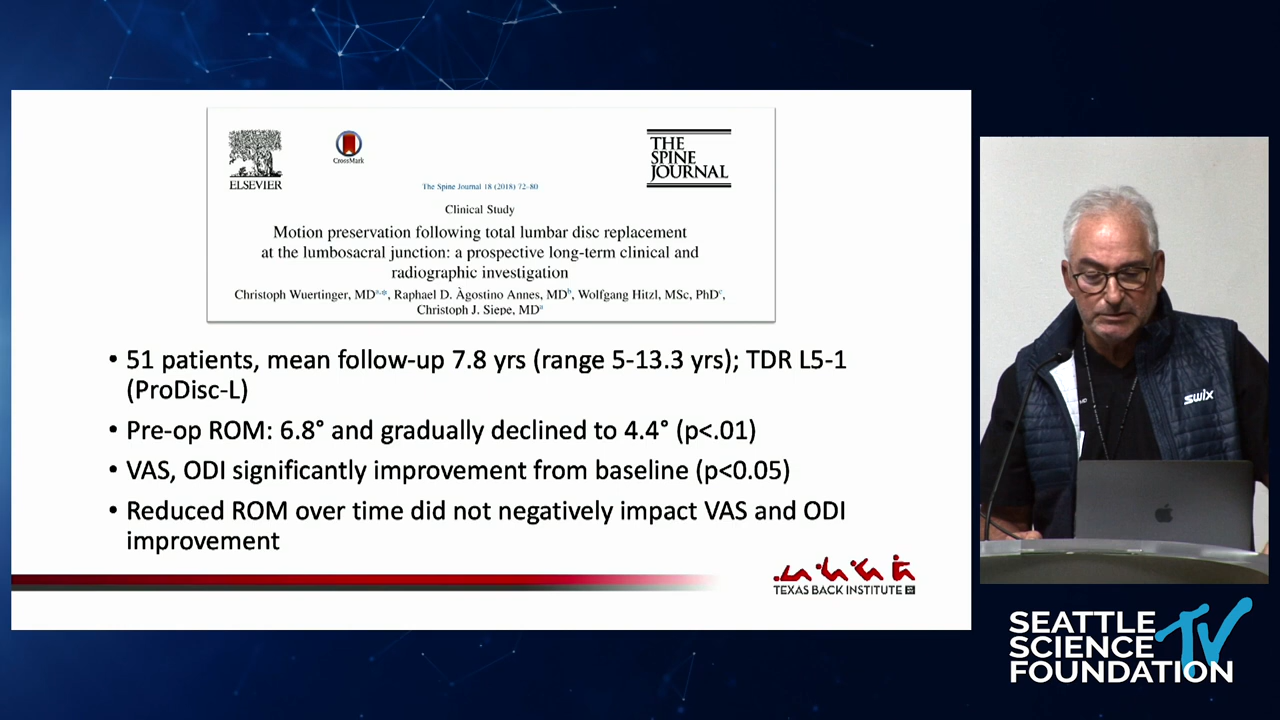 ELSEVIER
CrossMark
THE
SPINE
JOURNAL
The Spine Journal 18 (2018) 72–80
Clinical Study
Motion preservation following total lumbar disc replacement
at the lumbosacral junction: a prospective long-term clinical and
radiographic investigation
Christoph Wuertinger, MDa,*, Raphael D. Àgostino Annes, MDb, Wolfgang Hitzl, MSc, PhDc,
Christoph J. Siepe, MDa
• 51 patients, mean follow-up 7.8 yrs (range 5-13.3 yrs); TDR L5-1
(ProDisc-L)
• Pre-op ROM: 6.8° and gradually declined to 4.4° (p<.01)
• VAS, ODI significantly improvement from baseline (p<0.05)
• Reduced ROM over time did not negatively impact VAS and ODI
improvement
TEXAS BACK INSTITUTE
swix
SEATTLE
SCIENCE
FOUNDATION
TV